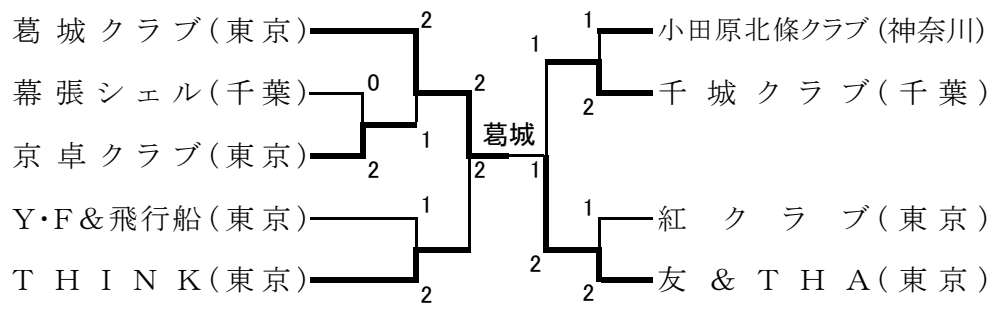 葛城クラブ(東京)
幕張シェル(千葉)
京卓クラブ(東京)
Y・F&飛行船(東京)
THINK(東京)
2
0
2
1
2
1
2
2
葛城
1
1
2
1
2
1
2
小田原北條クラブ(神奈川)
千城クラブ(千葉)
紅クラブ(東京)
友&THA(東京)